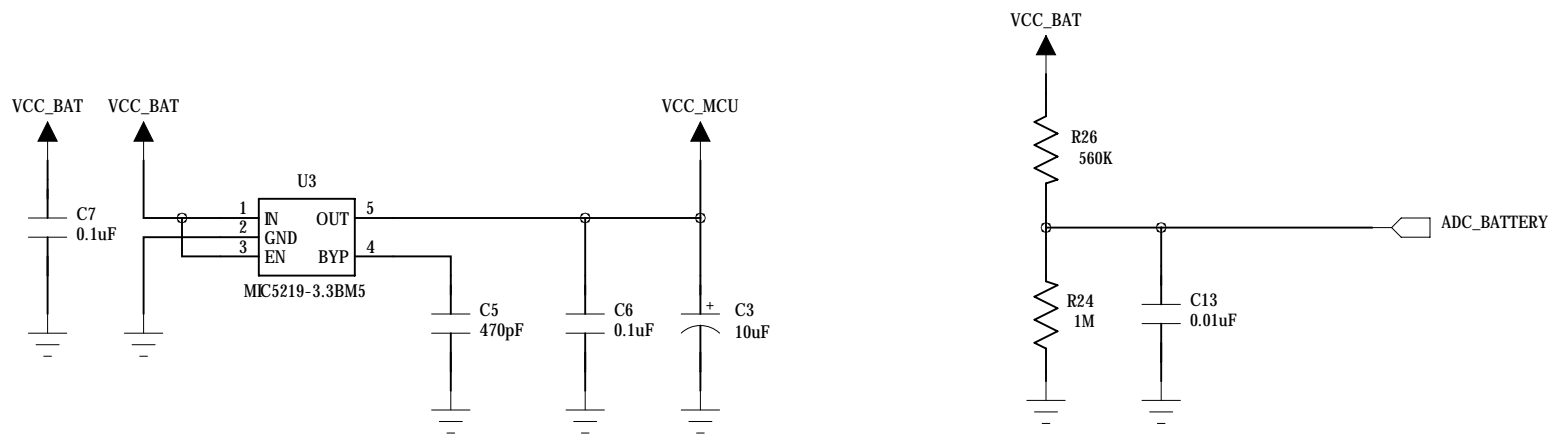 VCC_BAT
VCC_BAT
VCC_BAT
VCC_MCU
R26
560K
U3
C7
0.1uF
1
IN
OUT
5
2
GND
3
EN
BYP
4
MIC5219-3.3BM5
ADC_BATTERY
C5
470pF
C6
0.1uF
+
C3
10uF
R24
1M
C13
0.01uF